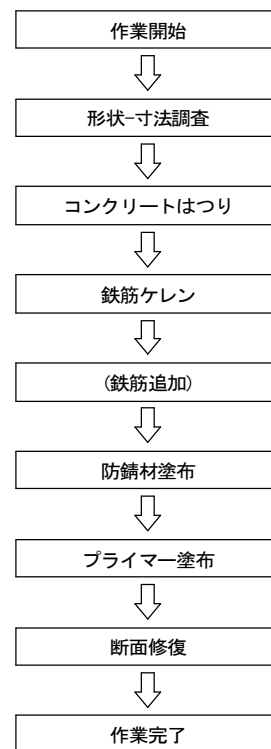 作業開始
形状-寸法調査
コンクリートはつり
鉄筋ケレン
(鉄筋追加)
防錆材塗布
プライマー塗布
断面修復
作業完了